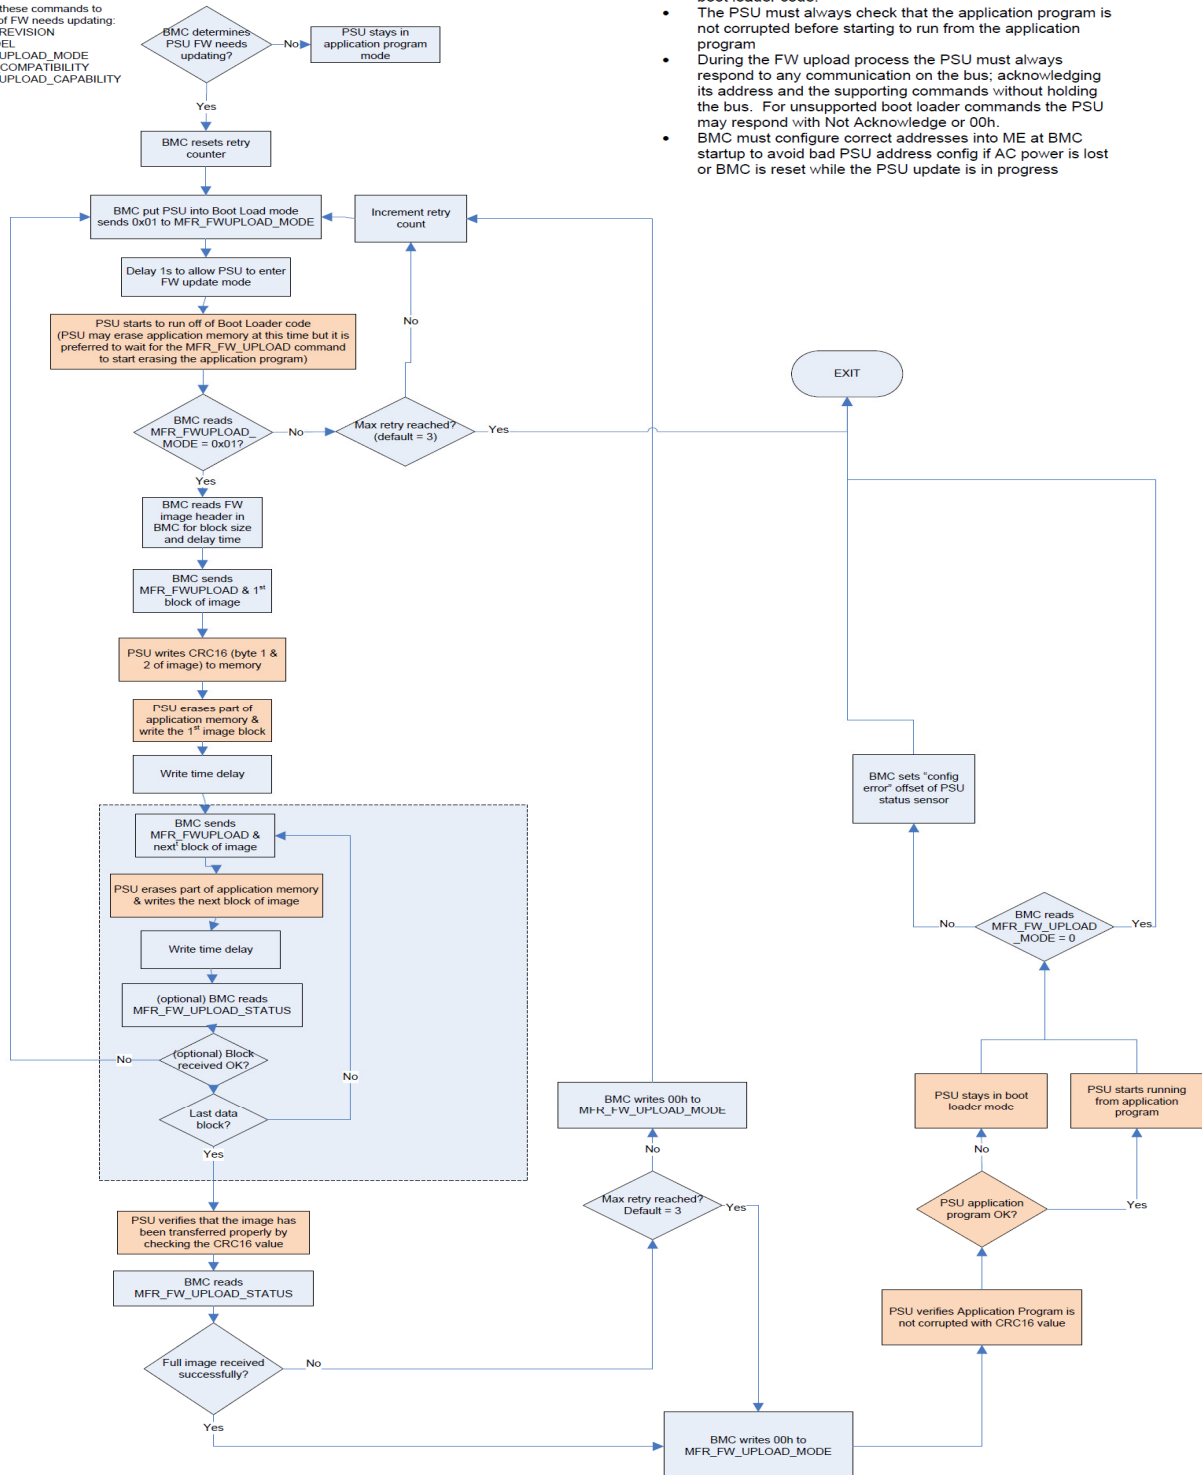 these commands to
of FW needs updating:
REVISION
UPLOAD_MODE
COMPATIBILITY
UPLOAD_CAPABILITY
boot loader code.
• The PSU must always check that the application program is
not corrupted before starting to run from the application
program
• During the FW upload process the PSU must always
respond to any communication on the bus; acknowledging
its address and the supporting commands without holding
the bus. For unsupported boot loader commands the PSU
may respond with Not Acknowledge or 00h.
• BMC must configure correct addresses into ME at BMC
startup to avoid bad PSU address config if AC power is lost
or BMC is reset while the PSU update is in progress
BMC determines
PSU FW needs
updating?
No
PSU stays in
application program
mode
Yes
BMC resets retry
counter
BMC put PSU into Boot Load mode
sends 0x01 to MFR_FWUPLOAD_MODE
Increment retry
count
Delay 1s to allow PSU to enter
FW update mode
PSU starts to run off of Boot Loader code
(PSU may erase application memory at this time but it is
preferred to wait for the MFR_FW_UPLOAD command
to start erasing the application program)
No
EXIT
BMC reads
MFR_FWUPLOAD_
MODE = 0x01?
No
Max retry reached?
(default = 3)
Yes
Yes
BMC reads FW
image header in
BMC for block size
and delay time
BMC sends
MFR_FWUPLOAD & 1st
block of image
PSU writes CRC16 (byte 1 &
2 of image) to memory
PSU erases part of
application memory &
write the 1st image block
Write time delay
BMC sends
MFR_FWUPLOAD &
nextt block of image
PSU erases part of application memory
& writes the next block of image
Write time delay
(optional) BMC reads
MFR_FW_UPLOAD_STATUS
(optional) Block
received OK?
No
No
Last data
block?
Yes
PSU verifies that the image has
been transferred properly by
checking the CRC16 value
BMC reads
MFR_FW_UPLOAD_STATUS
Full image received
successfully?
No
Yes
BMC writes 00h to
MFR_FW_UPLOAD_MODE
No
Max retry reached?
Default = 3
Yes
BMC writes 00h to
MFR_FW_UPLOAD_MODE
BMC sets "config
error" offset of PSU
status sensor
No
BMC reads
MFR_FW_UPLOAD
_MODE = 0
Yes
PSU stays in boot
loader mode
PSU starts running
from application
program
No
PSU application
program OK?
Yes
PSU verifies Application Program is
not corrupted with CRC16 value